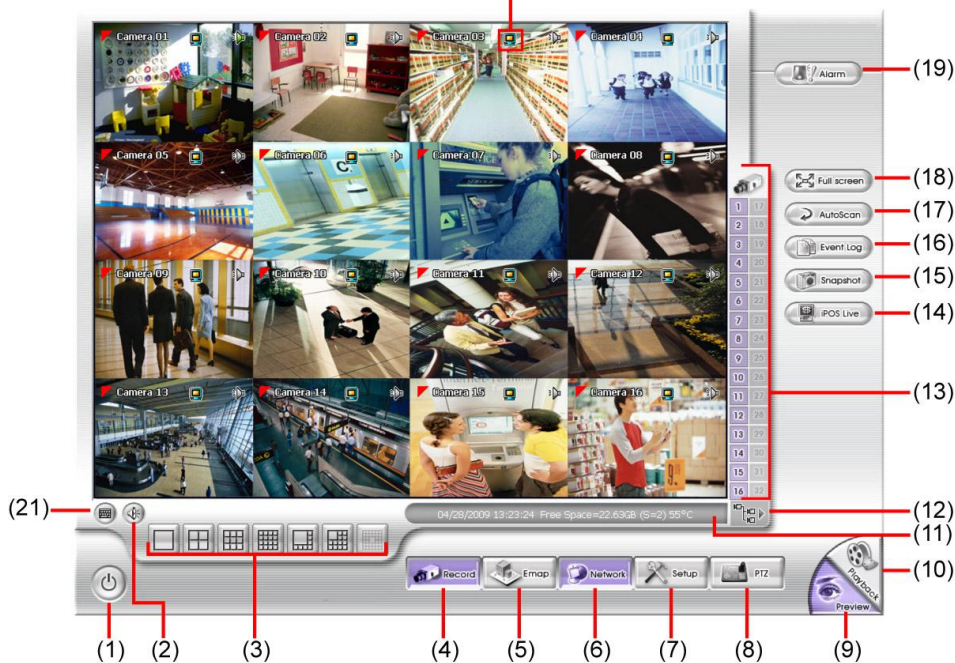 Camera 01
Camera 02
Camera 03
Camera 04
Camera 05
Camera 06
Camera 07
Camera 08
Camera 09
Camera 10
Camera 11
Camera 12
Camera 13
Camera 14
Camera 15
Camera 16
Alarm
(19)
Full screen
(18)
AutoScan
(17)
Event Log
(16)
Snapshot
(15)
iPOS Live
(14)
1 17
2 18
3 19
4 20
5 21
6 22
7 23
8 24
9 25
10 26
11 27
12 28
13 29
14 30
15 31
16 32
(13)
(21)
04/28/2009 13:23:24 Free Space=22.63GB (S=2) 55°C
(12)
(11)
Record
Emap
Network
Setup
PTZ
Playback
Preview
(10)
(1)
(2)
(3)
(4)
(5)
(6)
(7)
(8)
(9)